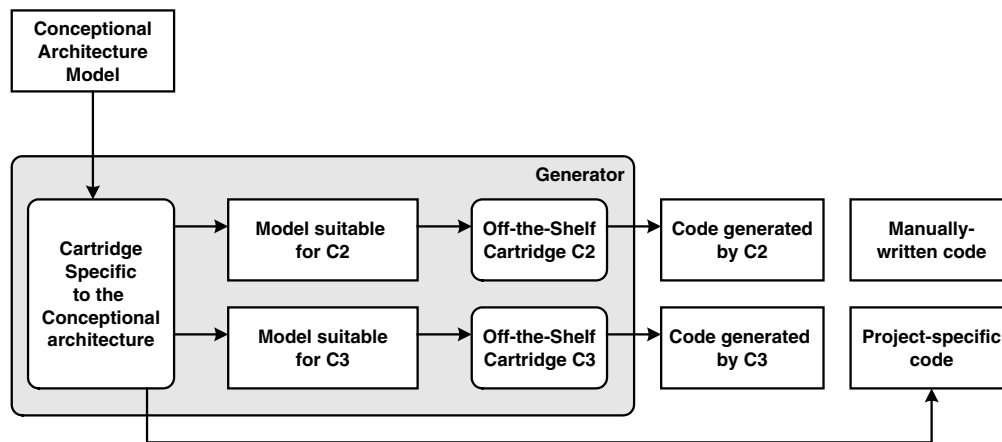 Conceptional
Architecture
Model
Generator
Cartridge
Specific
to the
Conceptional
architecture
Model suitable
for C2
Off-the-Shelf
Cartridge C2
Code generated
by C2
Manually-
written code
Model suitable
for C3
Off-the-Shelf
Cartridge C3
Code generated
by C3
Project-specific
code